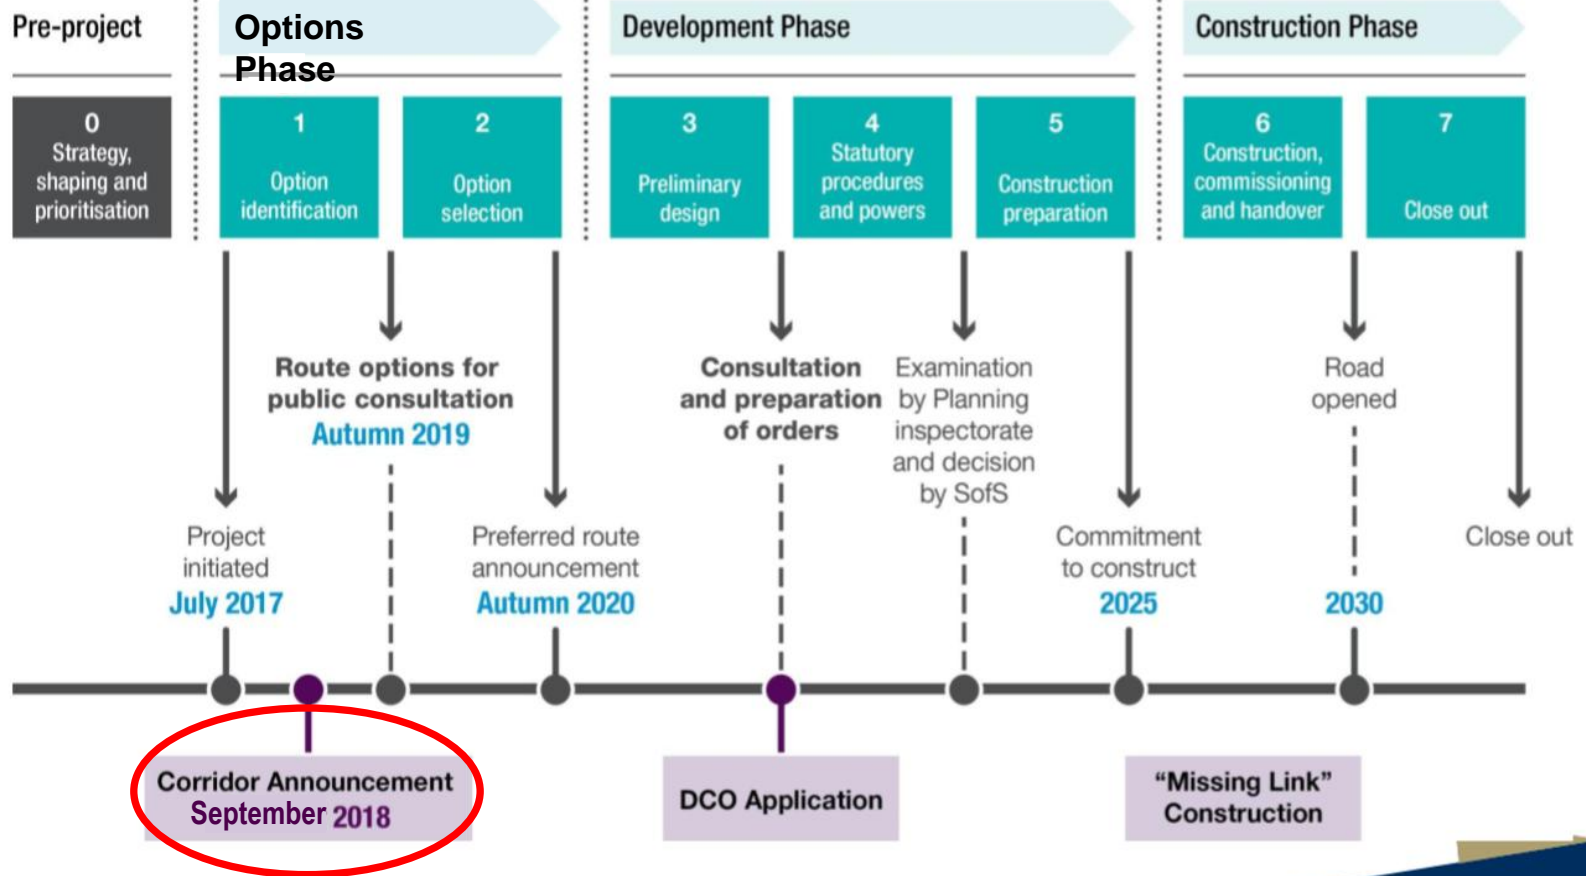 Pre-project
Options
Phase
Development Phase
Construction Phase
0
Strategy,
shaping and
prioritisation
1
Option
identification
2
Option
selection
3
Preliminary
design
4
Statutory
procedures
and powers
5
Construction
preparation
6
Construction,
commissioning
and handover
7
Close out
Route options for
public consultation
Autumn 2019
Consultation
and preparation
of orders
Examination
by Planning
inspectorate
and decision
by SofS
Road
opened
Project
initiated
July 2017
Preferred route
announcement
Autumn 2020
Commitment
to construct
2025
2030
Close out
Corridor Announcement
September 2018
DCO Application
“Missing Link”
Construction